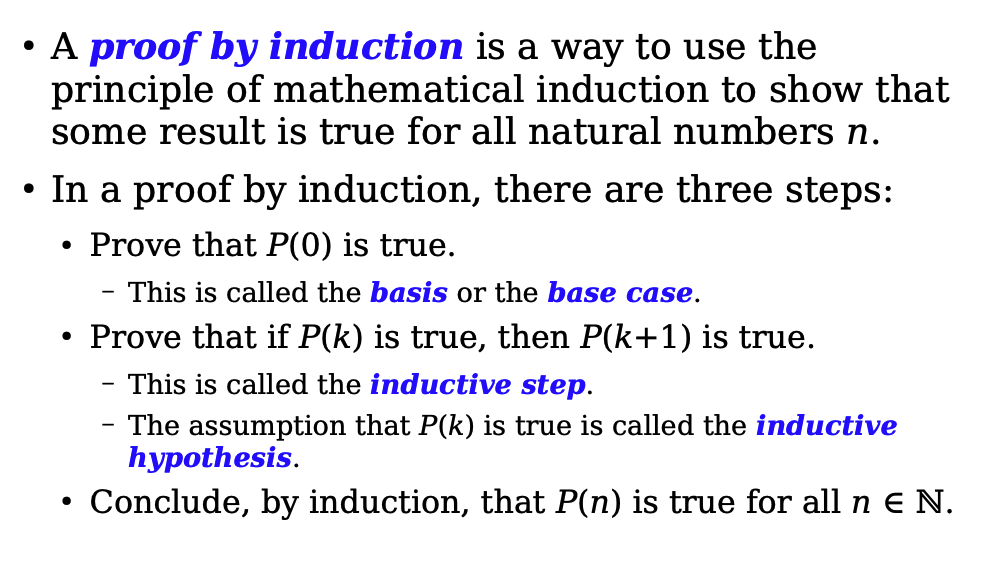 • A proof by induction is a way to use the
principle of mathematical induction to show that
some result is true for all natural numbers n.
• In a proof by induction, there are three steps:
• Prove that P(0) is true.
– This is called the basis or the base case.
• Prove that if P(k) is true, then P(k+1) is true.
– This is called the inductive step.
– The assumption that P(k) is true is called the inductive
hypothesis.
• Conclude, by induction, that P(n) is true for all n ∈ ℕ.